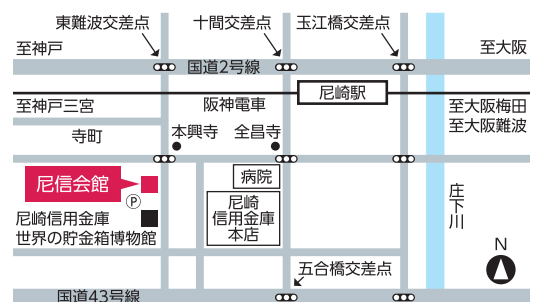 東難波交差点
十間交差点
玉江橋交差点
至神戸
至大阪
国道2号線
尼崎駅
至神戸三宮
阪神電車
至大阪梅田
至大阪難波
寺町
本興寺
全昌寺
尼信会館
病院
P
尼崎信用金庫
世界の貯金箱博物館
尼崎
信用金庫
本店
庄下川
N
五合橋交差点
国道43号線